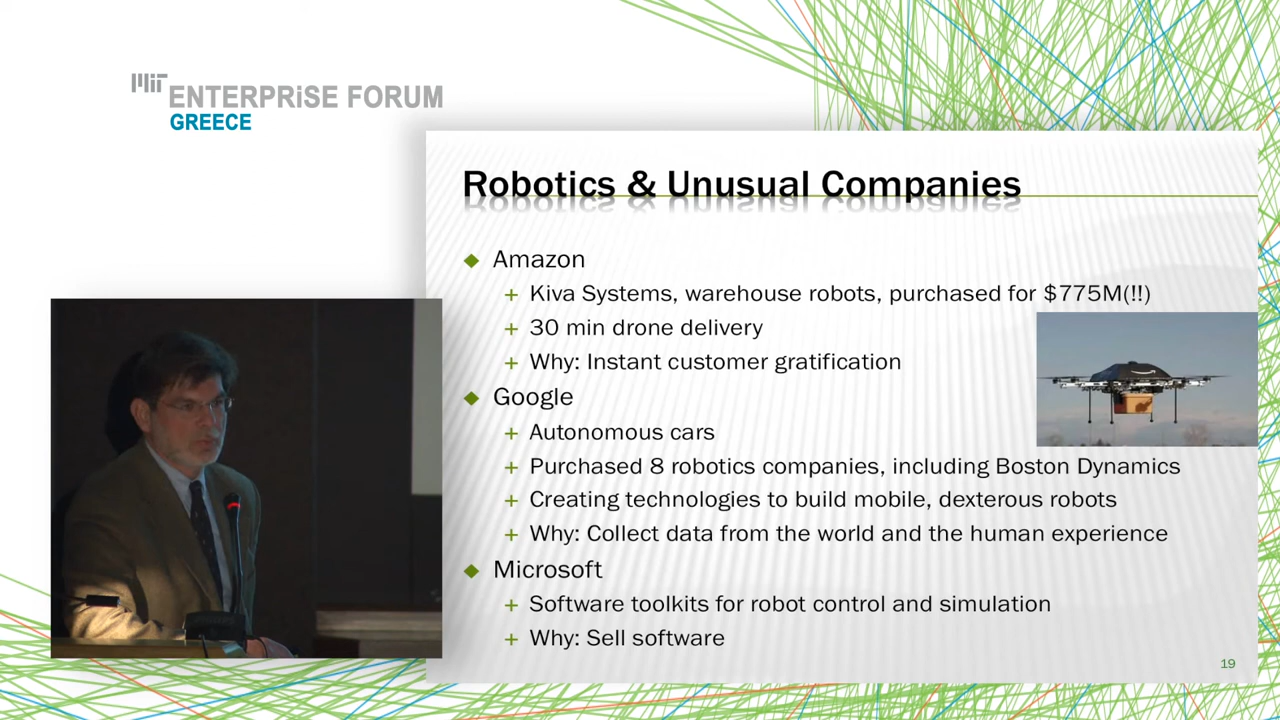 MIT
ENTERPRiSE FORUM
GREECE
Robotics & Unusual Companies
Amazon
+ Kiva Systems, warehouse robots, purchased for $775M(!!)
+ 30 min drone delivery
+ Why: Instant customer gratification
Google
+ Autonomous cars
+ Purchased 8 robotics companies, including Boston Dynamics
+ Creating technologies to build mobile, dexterous robots
+ Why: Collect data from the world and the human experience
Microsoft
+ Software toolkits for robot control and simulation
+ Why: Sell software
19